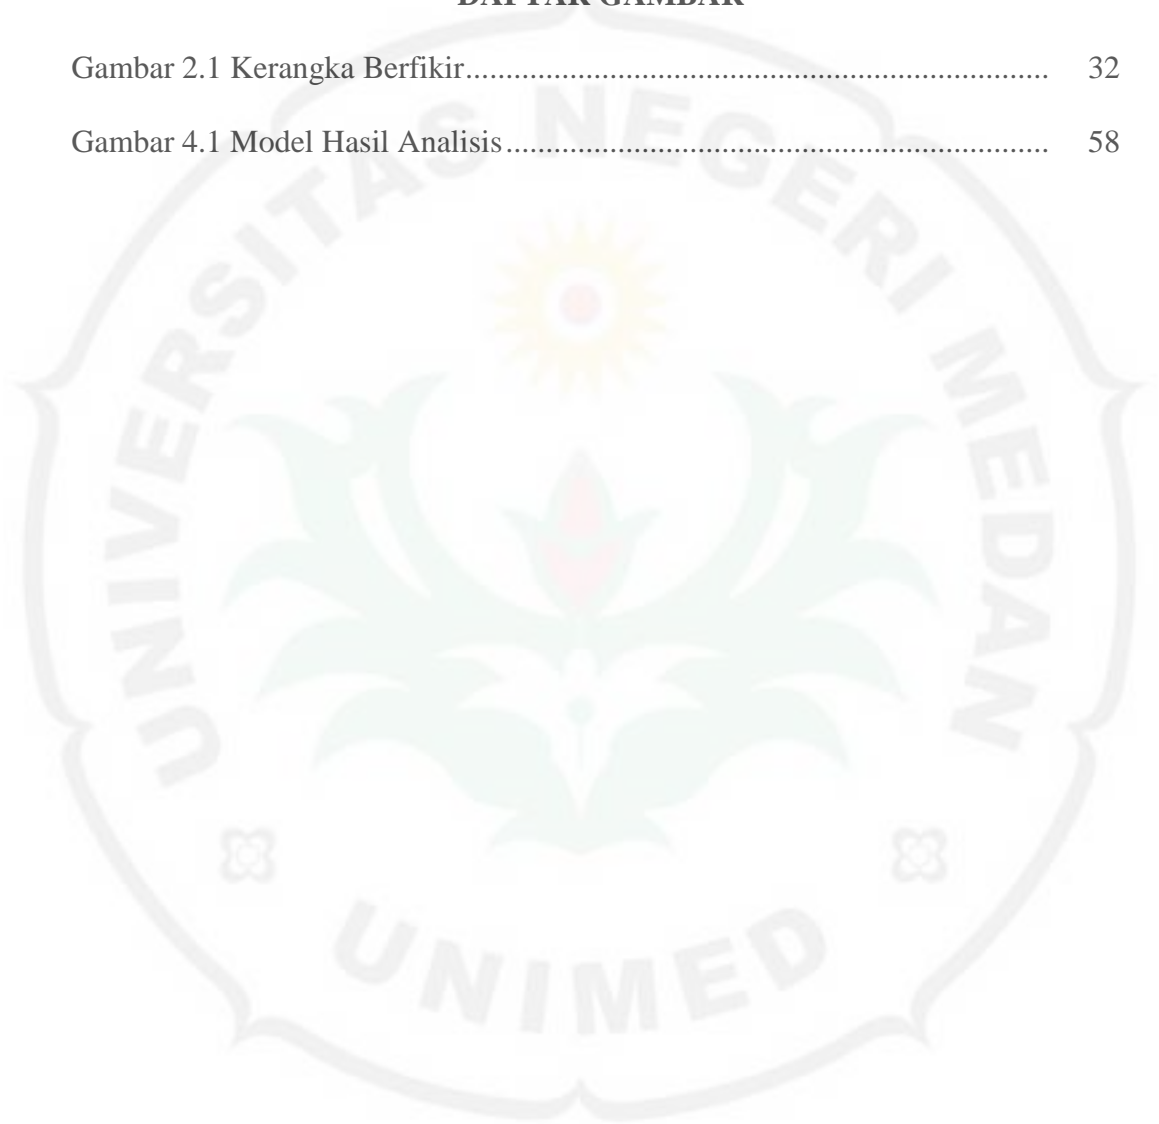 DAFTAR GAMBAR
Gambar 2.1 Kerangka Berfikir........................................................................ 32
Gambar 4.1 Model Hasil Analisis................................................................... 58
UNIVERSITAS NEGERI MEDAN
UNIMED